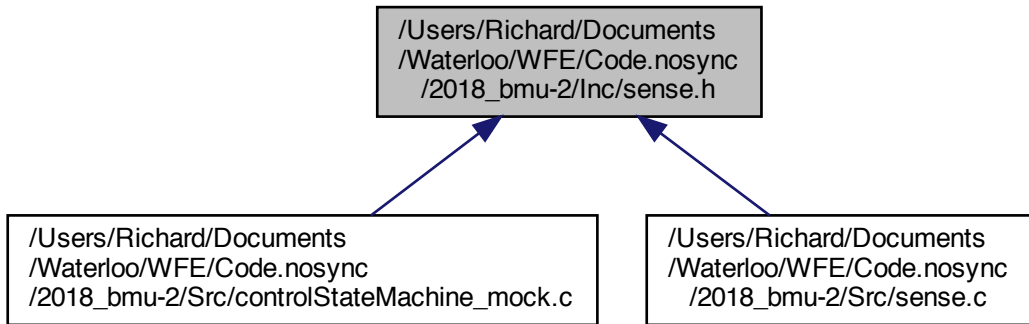 /Users/Richard/Documents
/Waterloo/WFE/Code.nosync
/2018_bmu-2/Inc/sense.h
/Users/Richard/Documents
/Waterloo/WFE/Code.nosync
/2018_bmu-2/Src/controlStateMachine_mock.c
/Users/Richard/Documents
/Waterloo/WFE/Code.nosync
/2018_bmu-2/Src/sense.c